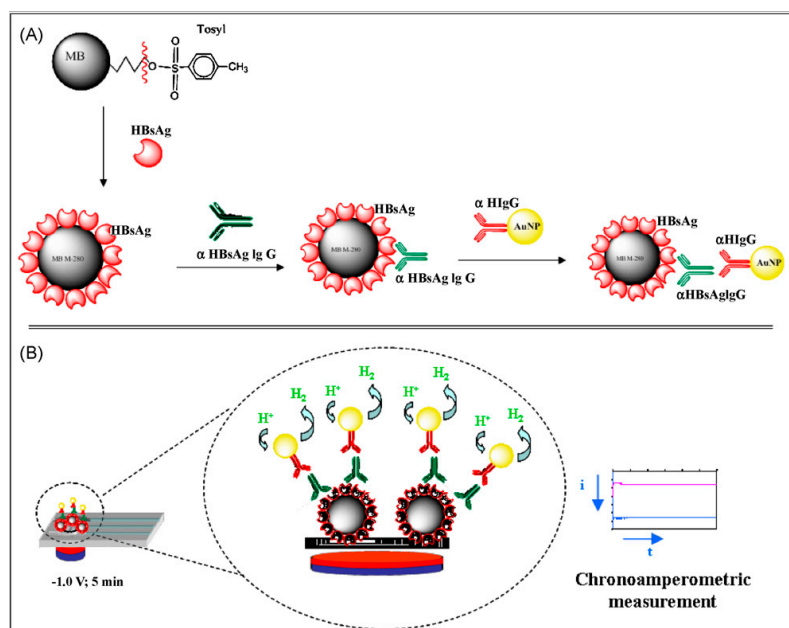 (A)
Tosyl
MB
O
O
S
O
CH₃
HBsAg
HBsAg
MB M-280
α HBsAg Ig G
HBsAg
MB M-280
α HBsAg Ig G
α HIgG
AuNP
HBsAg
αHIgG
MB M-280
AuNP
αHBsAgIgG
(B)
H⁺
H₂
H⁺
H₂
H⁺
H₂
H⁺
H₂
i
t
-1.0 V; 5 min
Chronoamperometric
measurement